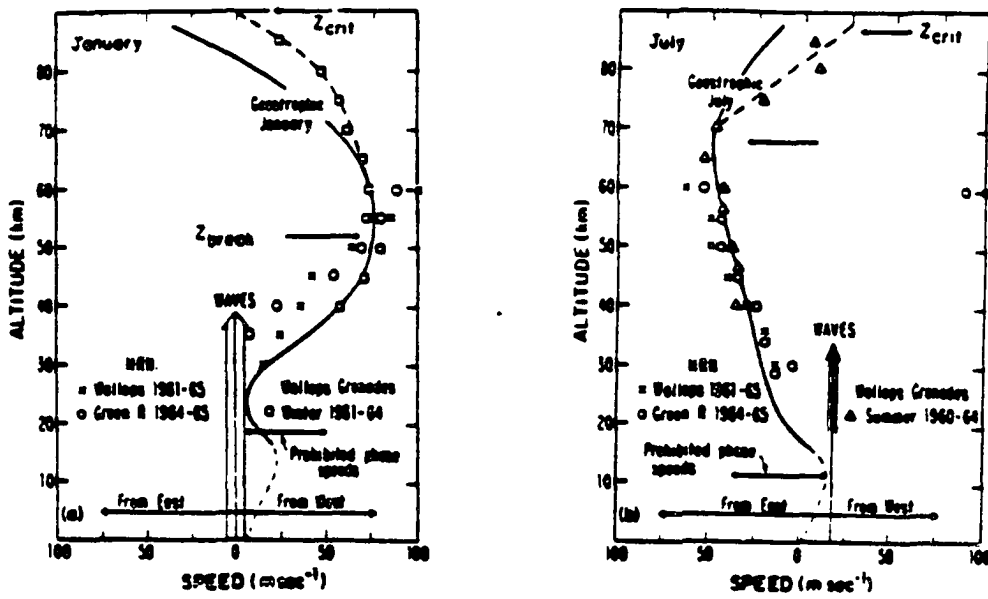 January
Zcrit
80
Geostrophic
January
70
60
Zbreak
50
40
WAVES
30
M.R.N.
× Wallops 1961-65
○ Green R 1964-65
Wallops Grenades
□ Winter 1961-64
20
Prohibited phase
speeds
10
From East
From West
(a)
100
50
0
50
100
SPEED (m sec⁻¹)
ALTITUDE (km)
July
Zcrit
80
Geostrophic
July
70
60
50
40
WAVES
30
M.R.N.
× Wallops 1961-65
○ Green R 1964-65
Wallops Grenades
△ Summer 1960-64
20
Prohibited phase
speeds
10
From East
From West
(b)
100
50
0
50
100
SPEED (m sec⁻¹)
ALTITUDE (km)